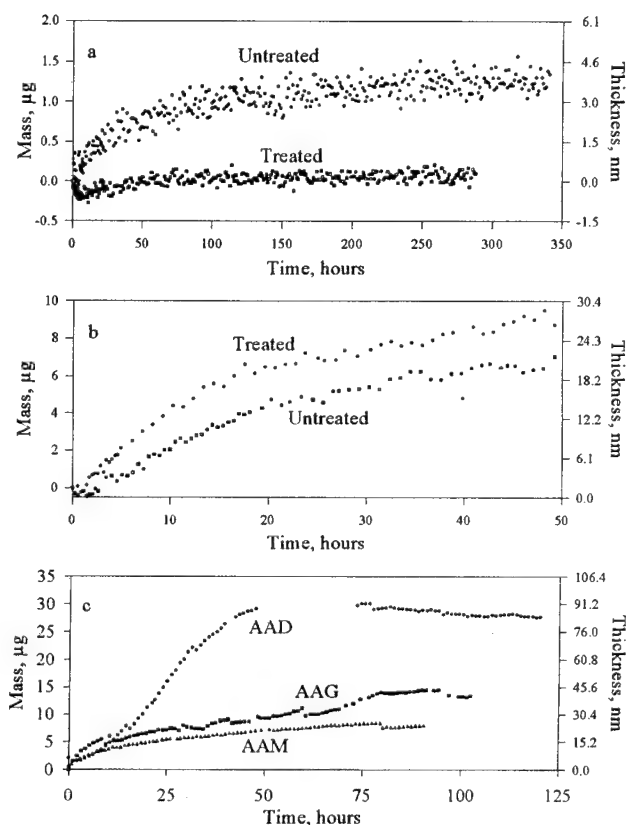 a
Untreated
Treated
Mass, µg
2.0
1.5
1.0
0.5
0.0
-0.5
Thickness, nm
6.1
4.6
3.0
1.5
0.0
-1.5
0 50 100 150 200 250 300 350
Time, hours
b
Treated
Untreated
Mass, µg
10
8
6
4
2
0
Thickness, nm
30.4
24.3
18.2
12.2
6.1
0.0
0 10 20 30 40 50
Time, hours
c
AAD
AAG
AAM
Mass, µg
35
30
25
20
15
10
5
0
Thickness, nm
106.4
91.2
76.0
60.8
45.6
30.4
15.2
0.0
0 25 50 75 100 125
Time, hours